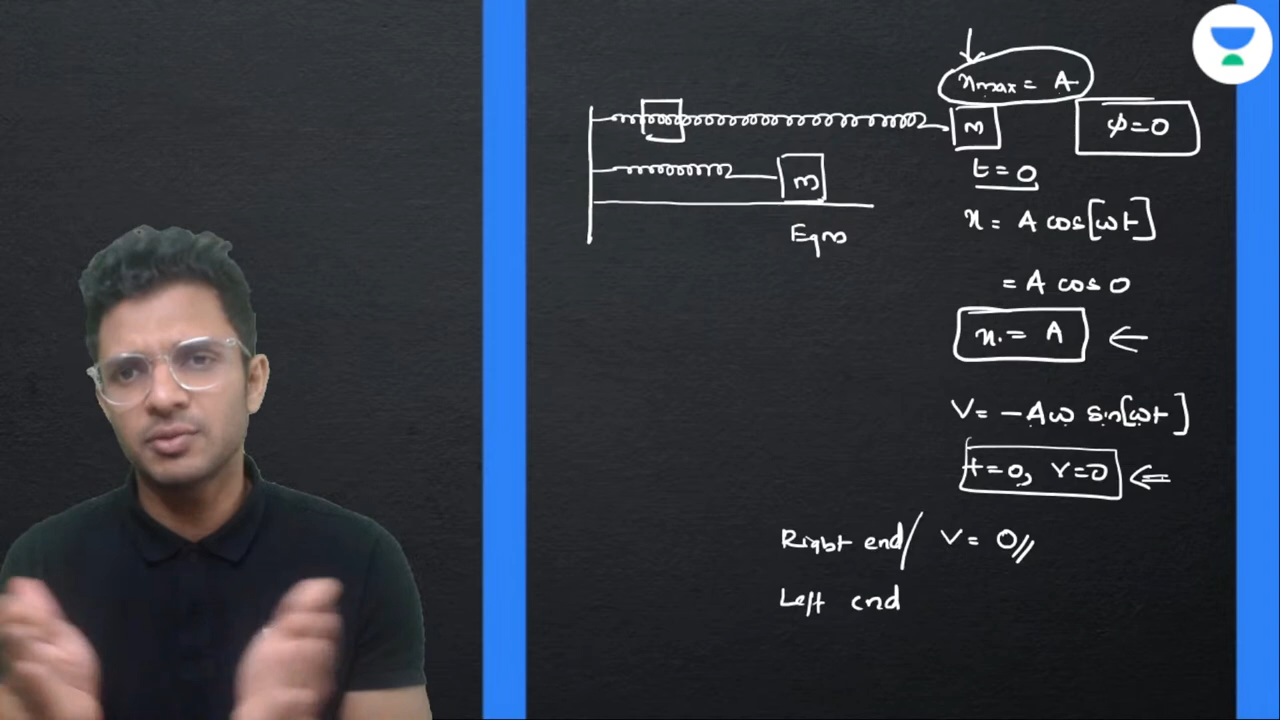 xmax = A
m
φ=0
m
t=0
x = A cos[ωt]
Eqm
= A cos 0
x. = A
V= -Aω sin[ωt]
t=0, V=0
Right end/ V= 0//
Left end